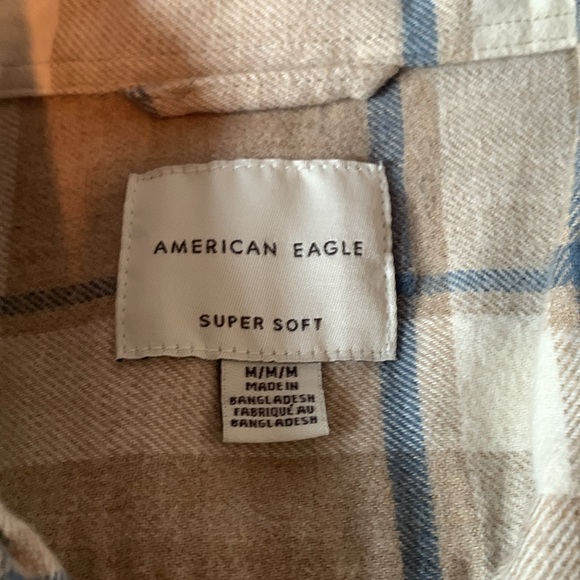 AMERICAN EAGLE
SUPER SOFT
M/M/M
MADE IN
BANGLADESH
FABRIQUÉ AU
BANGLADESH